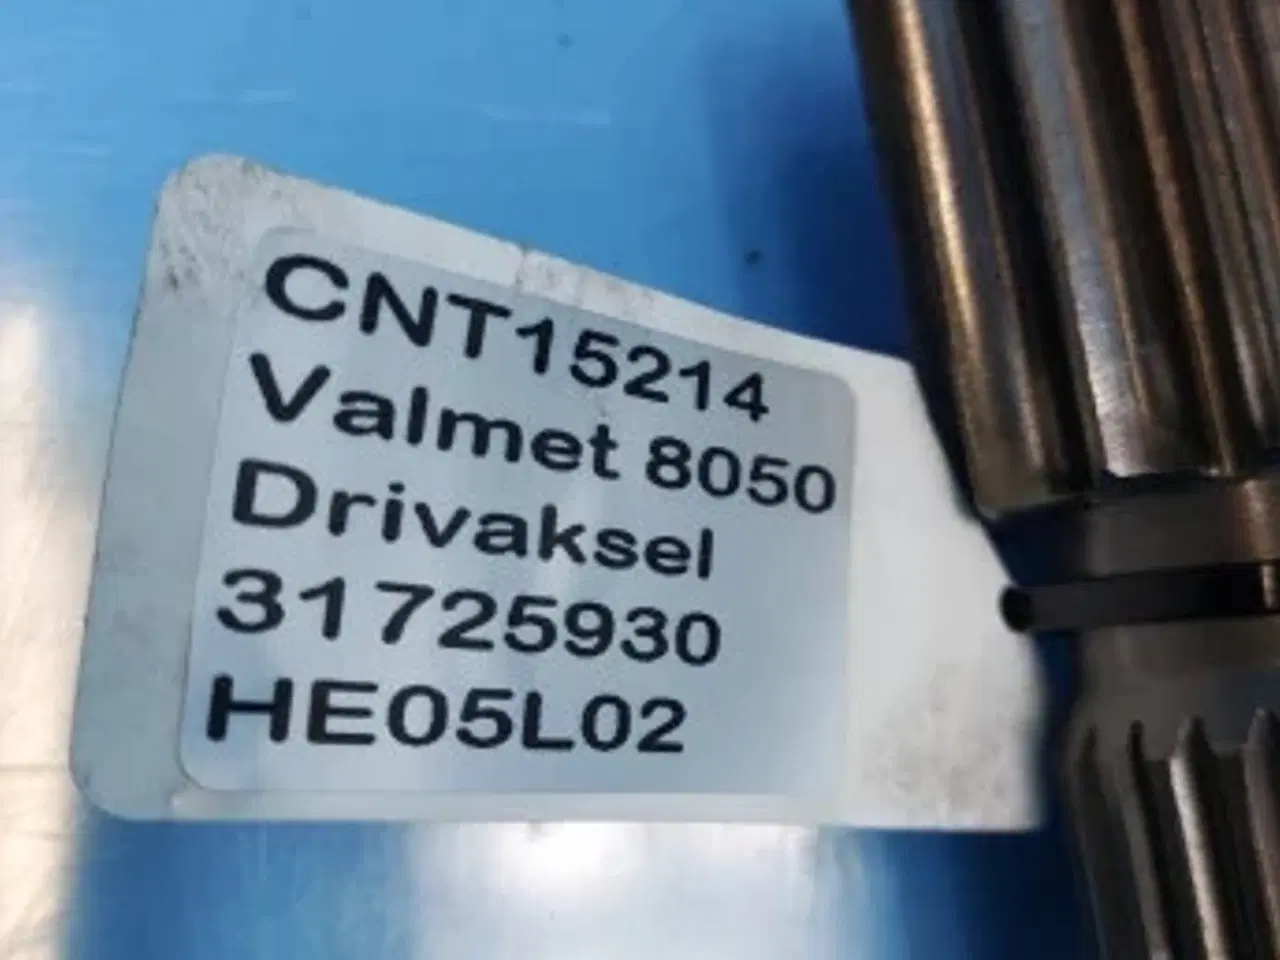 CNT15214
Valmet 8050
Drivaksel
31725930
HE05L02